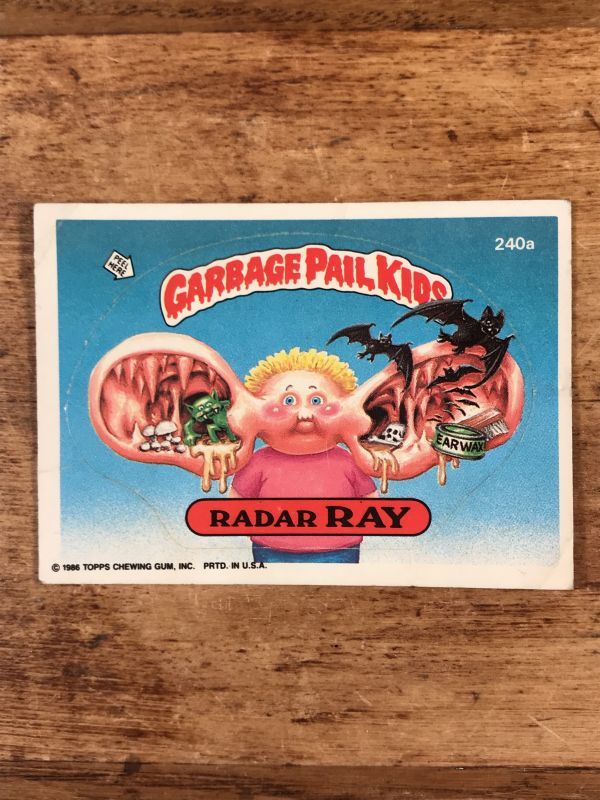 240a
PEEL
HERE
GARBAGE PAIL KIDS
EARWAX
RADAR RAY
© 1986 TOPPS CHEWING GUM, INC. PRTD. IN U.S.A.